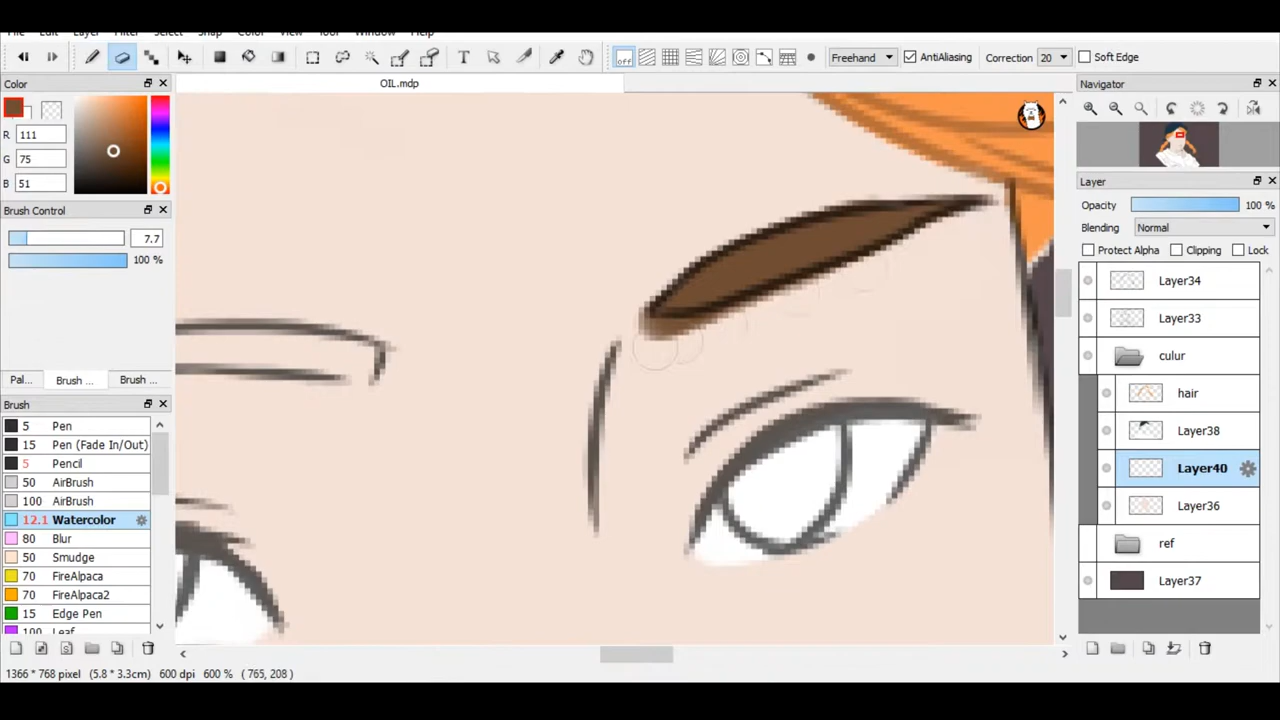 File Edit Layer Filter Select Snap Color View Tool Window Help
T off Freehand AntiAliasing Correction 20 Soft Edge
Color OIL.mdp Navigator
R 111
G 75
B 51
Layer
Opacity 100 %
Brush Control
Blending Normal
7.7
Protect Alpha Clipping Lock
100 %
Layer34
Layer33
culur
Pal... Brush ... Brush ...
hair
Brush
5 Pen
Layer38
15 Pen (Fade In/Out)
5 Pencil
Layer40
50 AirBrush
100 AirBrush
Layer36
12.1 Watercolor
80 Blur
ref
50 Smudge
70 FireAlpaca
Layer37
70 FireAlpaca2
15 Edge Pen
100 Leaf
1366 * 768 pixel (5.8 * 3.3cm) 600 dpi 600 % ( 765, 208 )